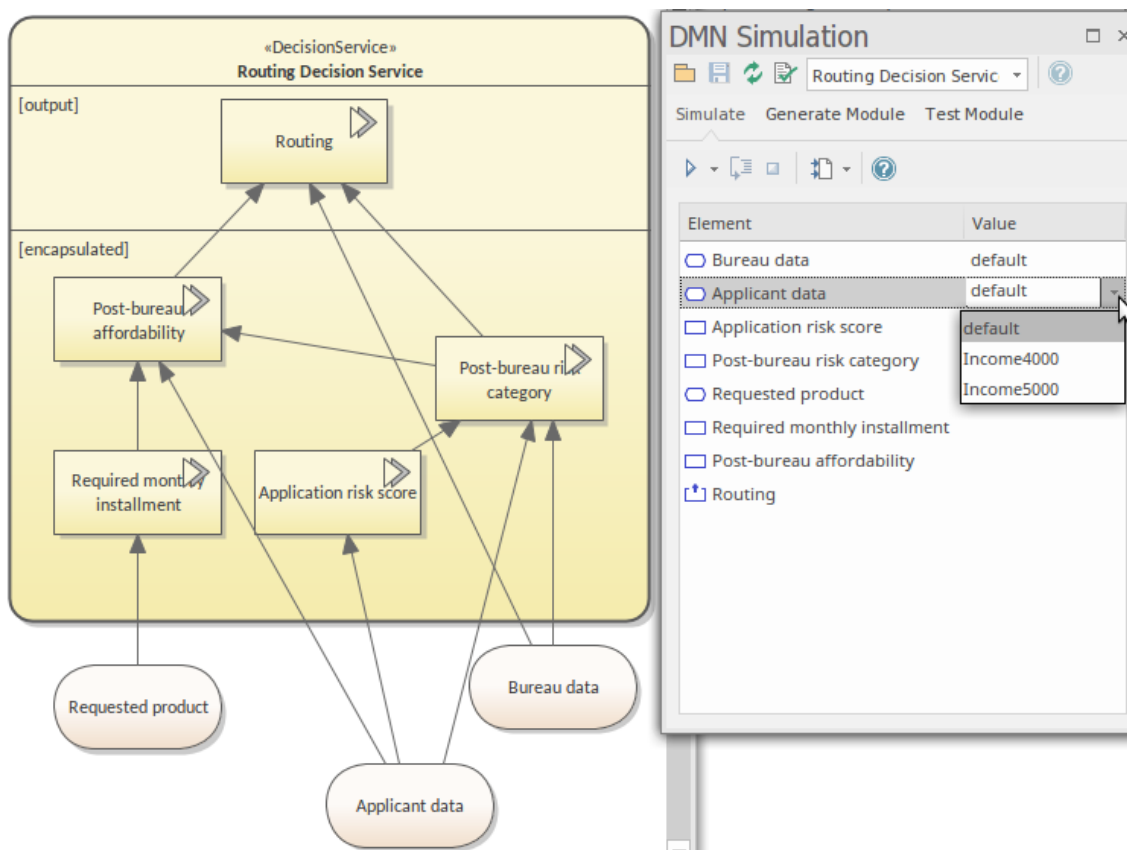 «DecisionService»
Routing Decision Service
[output]
Routing
[encapsulated]
Post-bureau
affordability
Post-bureau risk
category
Required monthly
installment
Application risk score
Requested product
Bureau data
Applicant data
DMN Simulation
Routing Decision Servic
Simulate Generate Module Test Module
Element Value
Bureau data default
Applicant data default
Application risk score default
Post-bureau risk category Income4000
Requested product Income5000
Required monthly installment
Post-bureau affordability
Routing